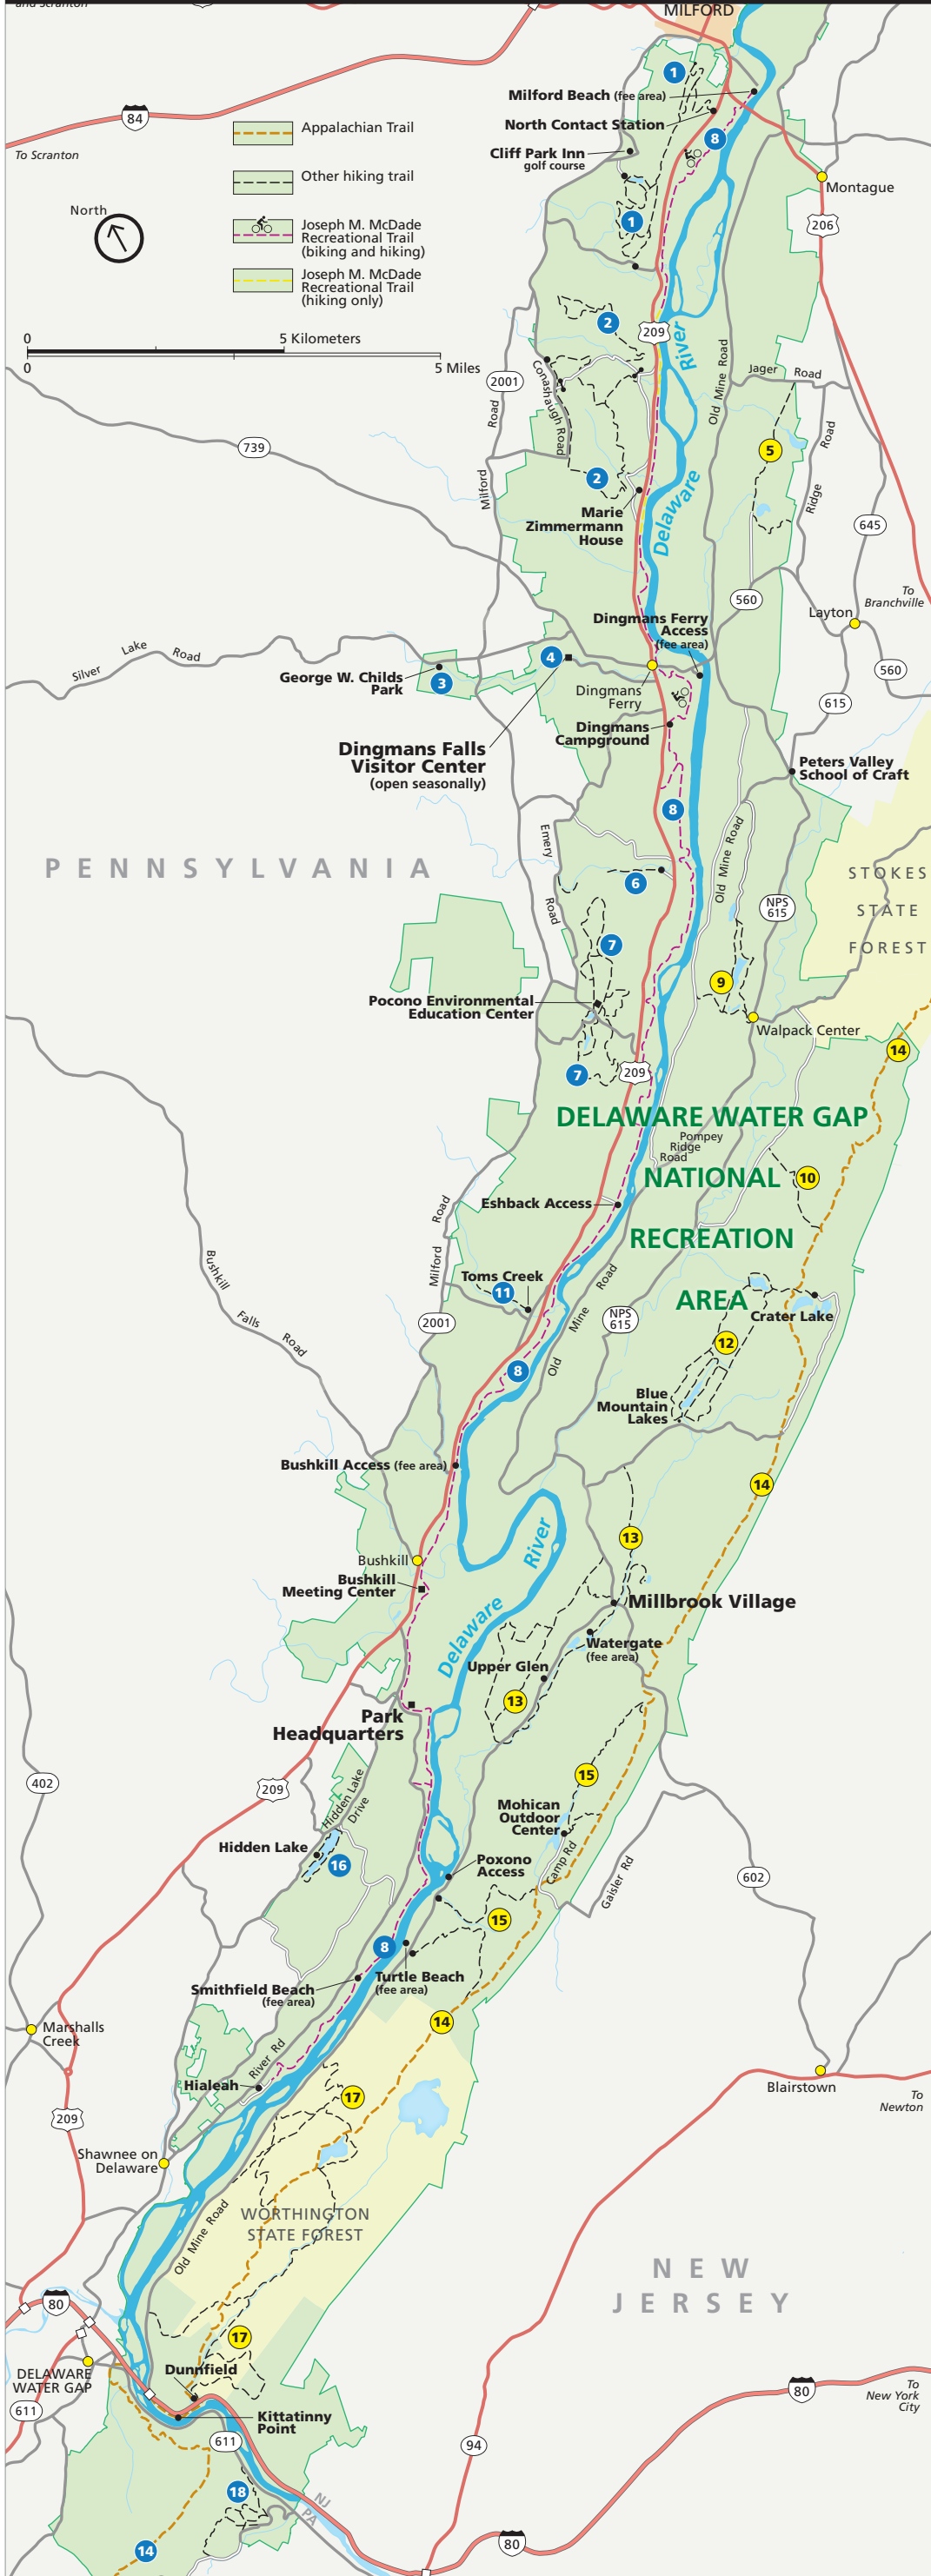 and Scranton
MILFORD
1
Milford Beach (fee area)
84
North Contact Station
Appalachian Trail
8
To Scranton
Cliff Park Inn
golf course
Other hiking trail
Montague
North
1
206
Joseph M. McDade
Recreational Trail
(biking and hiking)
Joseph M. McDade
Recreational Trail
(hiking only)
2
209
River
0
5 Kilometers
0
5 Miles
2001
Conashaugh Road
Old Mine Road
Jager Road
Road
Milford
739
5
Road
Ridge
2
Marie
Zimmermann
House
Delaware
645
To
Branchville
560
Layton
Dingmans Ferry
Access
(fee area)
Silver Lake Road
4
560
George W. Childs
Park
3
Dingmans
Ferry
615
Dingmans
Campground
Dingmans Falls
Visitor Center
(open seasonally)
Peters Valley
School of Craft
8
Emery
Road
Old Mine Road
PENNSYLVANIA
STOKES
STATE
FOREST
6
NPS
615
7
9
Pocono Environmental
Education Center
Walpack Center
14
7
209
DELAWARE WATER GAP
Pompey
Ridge
Road
NATIONAL
10
Eshback Access
RECREATION
Road
Milford
Bushkill
Falls
Road
Toms Creek
11
AREA
Road
Mine
Old
NPS
615
Crater Lake
2001
12
8
Blue
Mountain
Lakes
Bushkill Access (fee area)
14
River
13
Bushkill
Bushkill
Meeting Center
Millbrook Village
Delaware
Watergate
(fee area)
Upper Glen
13
Park
Headquarters
402
209
15
Hidden Lake
Drive
Mohican
Outdoor
Center
Hidden Lake
16
Poxono
Access
Camp Rd
Gaisler Rd
602
15
8
Turtle Beach
(fee area)
Smithfield Beach
(fee area)
14
Marshalls
Creek
River Rd
Hialeah
17
Blairstown
To
Newton
209
Shawnee on
Delaware
Old Mine Road
WORTHINGTON
STATE FOREST
NEW
JERSEY
80
17
DELAWARE
WATER GAP
Dunnfield
80
To
New York
City
611
Kittatinny
Point
611
94
18
NJ
PA
80
14